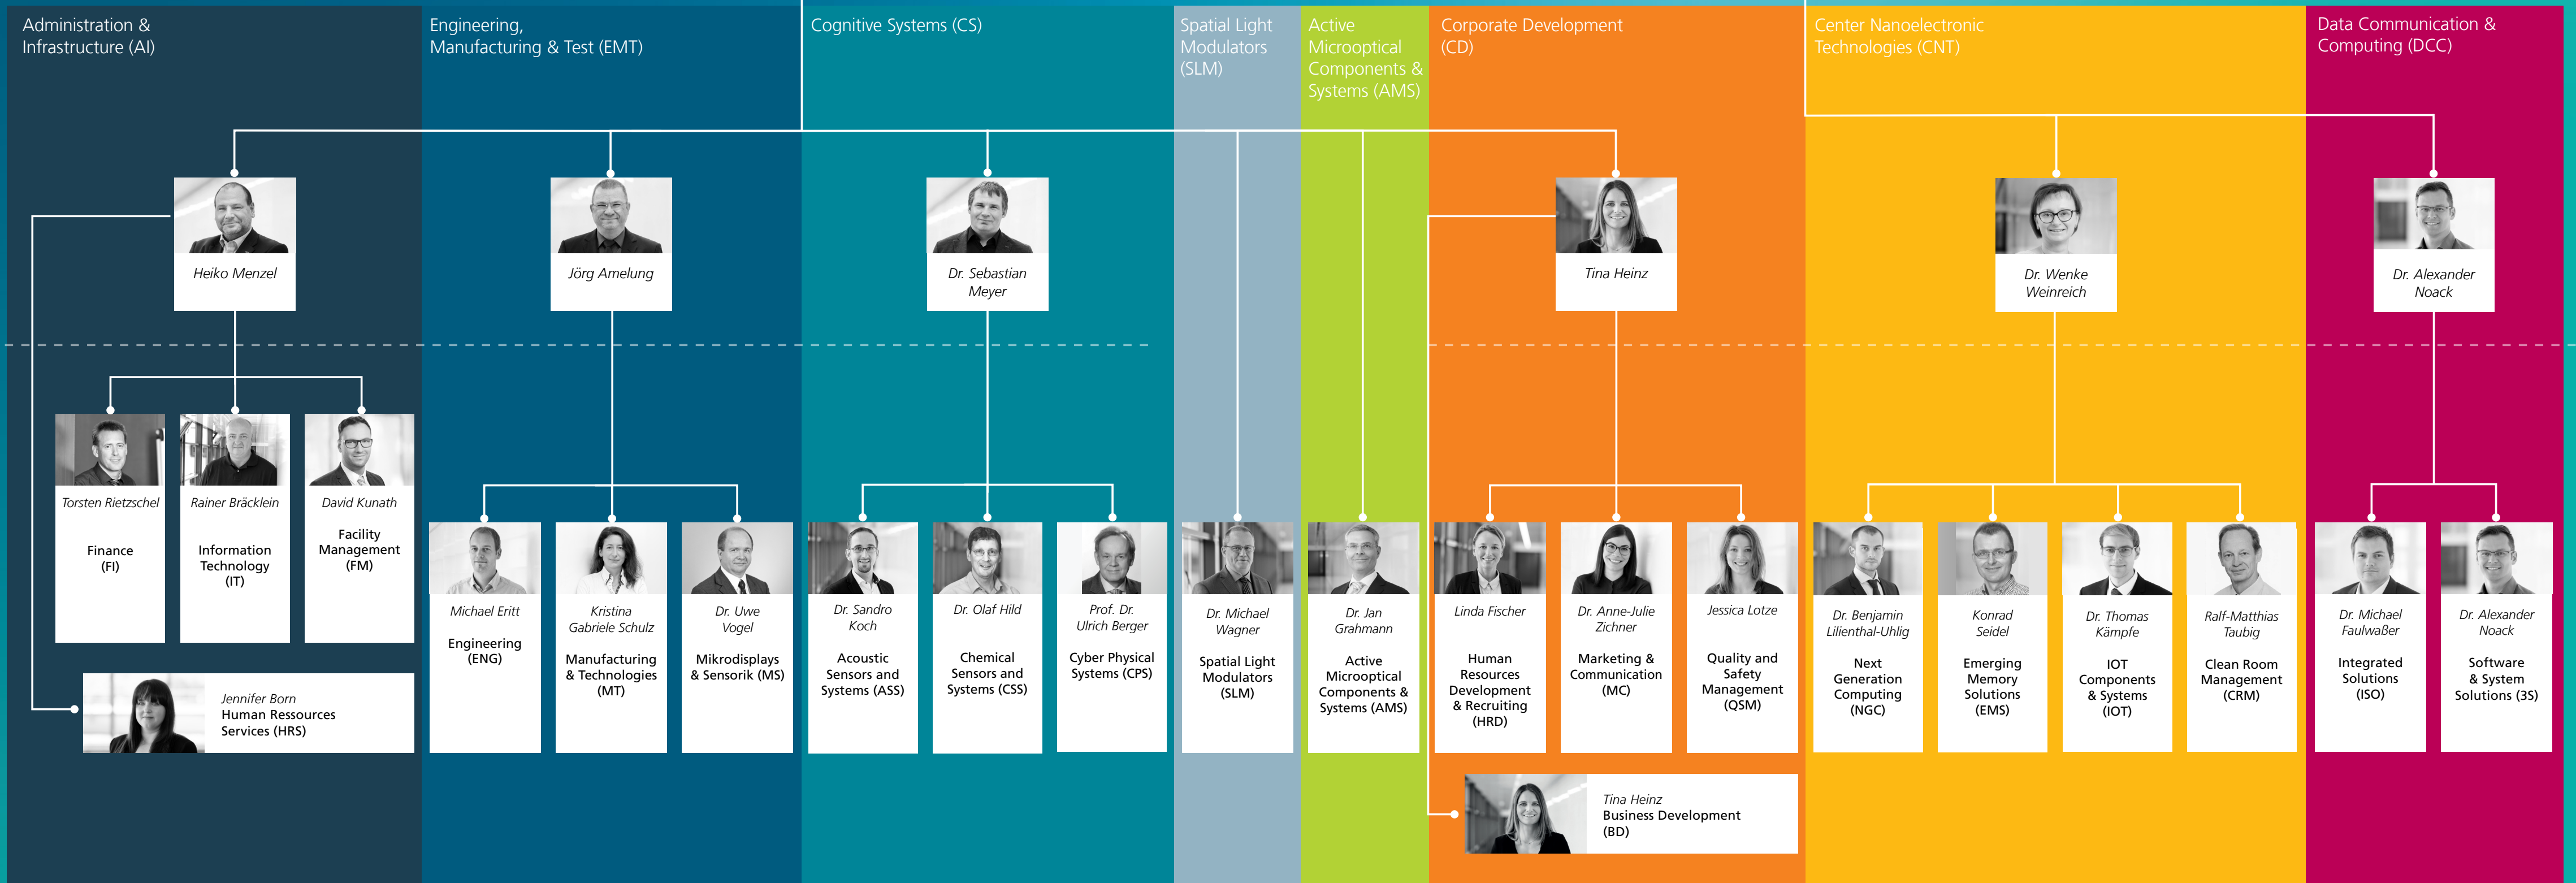 Administration &
Infrastructure (AI)
Engineering,
Manufacturing & Test (EMT)
Cognitive Systems (CS)
Spatial Light
Modulators
(SLM)
Active
Microoptical
Components &
Systems (AMS)
Corporate Development
(CD)
Center Nanoelectronic
Technologies (CNT)
Data Communication &
Computing (DCC)
Heiko Menzel
Jörg Amelung
Dr. Sebastian
Meyer
Tina Heinz
Dr. Wenke
Weinreich
Dr. Alexander
Noack
Torsten Rietzschel
Finance
(FI)
Rainer Bräcklein
Information
Technology
(IT)
David Kunath
Facility
Management
(FM)
Jennifer Born
Human Ressources
Services (HRS)
Michael Eritt
Engineering
(ENG)
Kristina
Gabriele Schulz
Manufacturing
& Technologies
(MT)
Dr. Uwe
Vogel
Mikrodisplays
& Sensorik (MS)
Dr. Sandro
Koch
Acoustic
Sensors and
Systems (ASS)
Dr. Olaf Hild
Chemical
Sensors and
Systems (CSS)
Prof. Dr.
Ulrich Berger
Cyber Physical
Systems (CPS)
Dr. Michael
Wagner
Spatial Light
Modulators
(SLM)
Dr. Jan
Grahmann
Active
Microoptical
Components &
Systems (AMS)
Linda Fischer
Human
Resources
Development
& Recruiting
(HRD)
Dr. Anne-Julie
Zichner
Marketing &
Communication
(MC)
Jessica Lotze
Quality and
Safety
Management
(QSM)
Tina Heinz
Business Development
(BD)
Dr. Benjamin
Lilienthal-Uhlig
Next
Generation
Computing
(NGC)
Konrad
Seidel
Emerging
Memory
Solutions
(EMS)
Dr. Thomas
Kämpfe
IOT
Components
& Systems
(IOT)
Ralf-Matthias
Taubig
Clean Room
Management
(CRM)
Dr. Michael
Faulwaßer
Integrated
Solutions
(ISO)
Dr. Alexander
Noack
Software
& System
Solutions (3S)